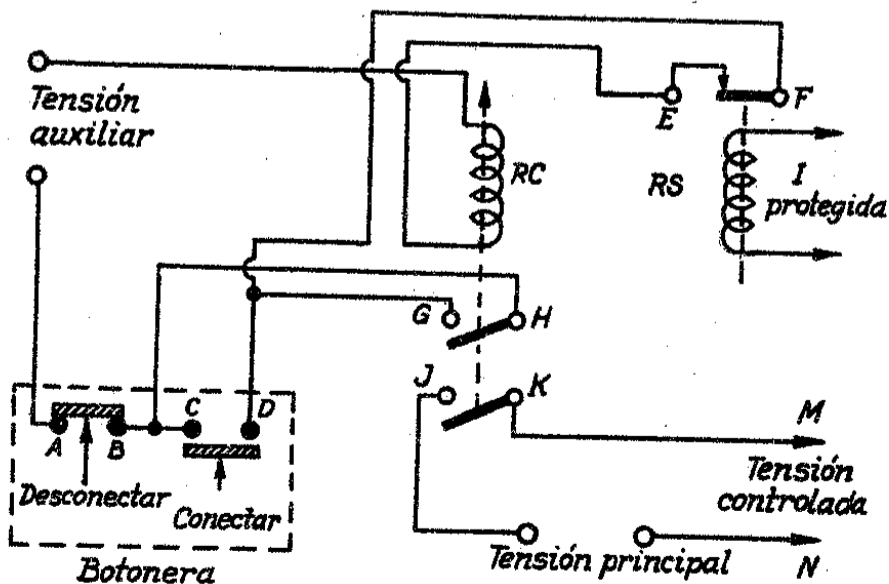 Tensión
auxiliar
E
F
RC
RS
I
protegida
G
H
J
K
A
B
C
D
Desconectar
Conectar
Botonera
M
Tensión
controlada
Tensión principal
N